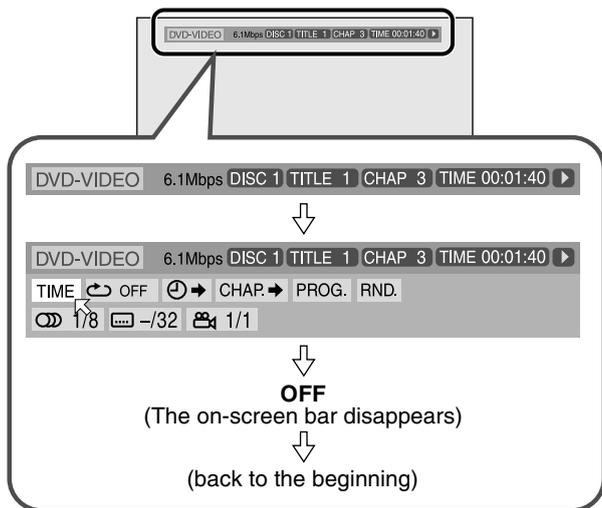 DVD-VIDEO 6.1Mbps DISC 1 TITLE 1 CHAP 3 TIME 00:01:40
DVD-VIDEO 6.1Mbps DISC 1 TITLE 1 CHAP 3 TIME 00:01:40
DVD-VIDEO 6.1Mbps DISC 1 TITLE 1 CHAP 3 TIME 00:01:40
TIME OFF CHAP. PROG. RND.
1/8 –/32 1/1
OFF
(The on-screen bar disappears)
(back to the beginning)